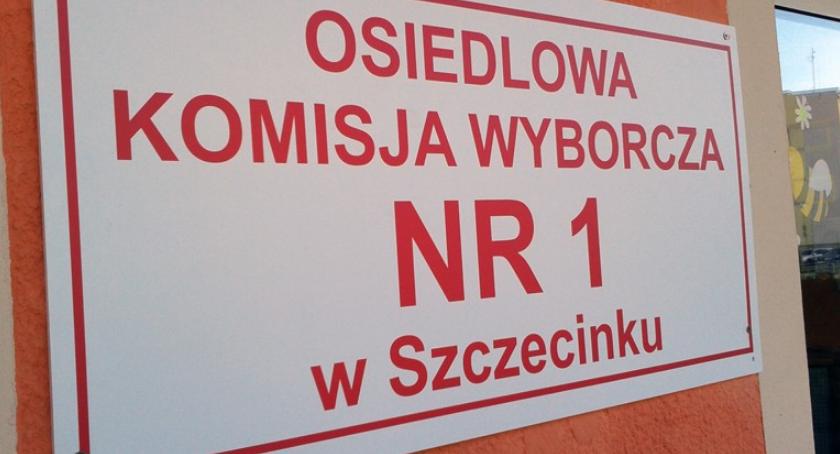 OSIEDLOWA
KOMISJA WYBORCZA
NR 1
w Szczecinku